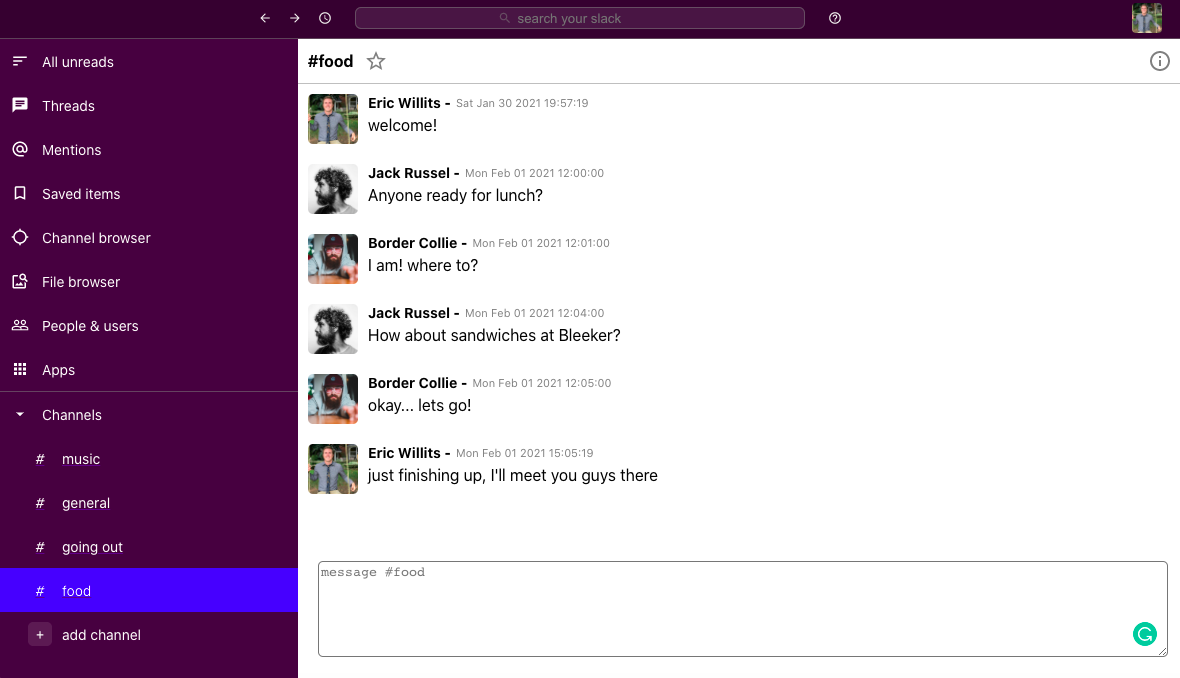 search your slack
All unreads
Threads
Mentions
Saved items
Channel browser
File browser
People & users
Apps
Channels
# music
# general
# going out
# food
+ add channel
#food
Eric Willits - Sat Jan 30 2021 19:57:19
welcome!
Jack Russel - Mon Feb 01 2021 12:00:00
Anyone ready for lunch?
Border Collie - Mon Feb 01 2021 12:01:00
I am! where to?
Jack Russel - Mon Feb 01 2021 12:04:00
How about sandwiches at Bleeker?
Border Collie - Mon Feb 01 2021 12:05:00
okay... lets go!
Eric Willits - Mon Feb 01 2021 15:05:19
just finishing up, I'll meet you guys there
message #food